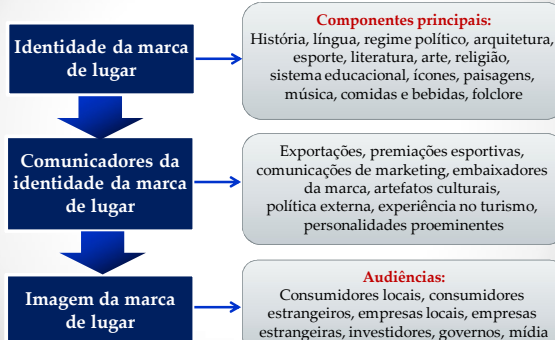 Identidade da marca
de lugar
Componentes principais:
História, língua, regime político, arquitetura,
esporte, literatura, arte, religião,
sistema educacional, ícones, paisagens,
música, comidas e bebidas, folclore
Comunicadores da
identidade da marca
de lugar
Exportações, premiações esportivas,
comunicações de marketing, embaixadores
da marca, artefatos culturais,
política externa, experiência no turismo,
personalidades proeminentes
Imagem da marca
de lugar
Audiências:
Consumidores locais, consumidores
estrangeiros, empresas locais, empresas
estrangeiras, investidores, governos, mídia